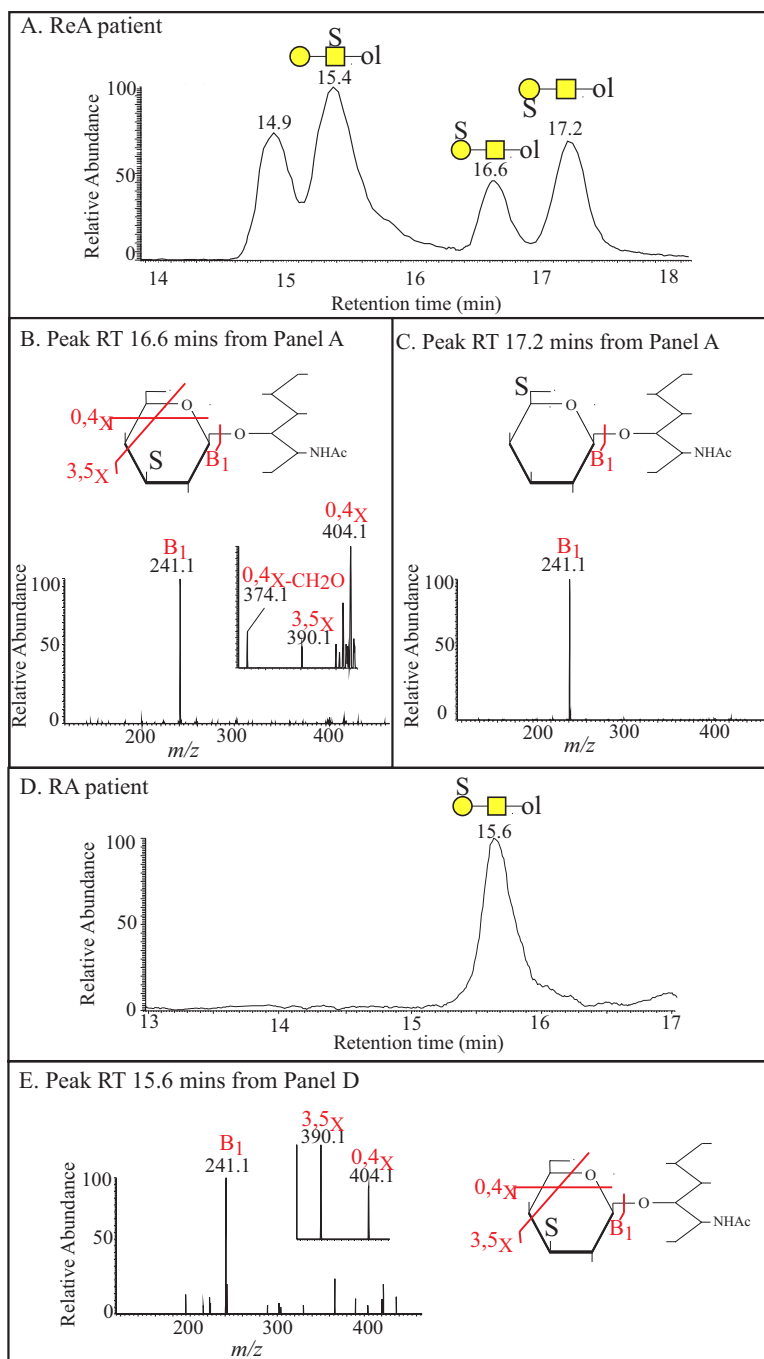 A. ReA patient
S
ol
15.4
14.9
S
ol
16.6
S
ol
17.2
Relative Abundance
100
50
0
14 15 16 17 18
Retention time (min)
B. Peak RT 16.6 mins from Panel A
O
0,4X
O
S
B1
NHAc
3,5X
0,4X
404.1
B1
241.1
0,4X-CH2O
374.1
3,5X
390.1
Relative Abundance
100
50
0
200 300 400
m/z
C. Peak RT 17.2 mins from Panel A
S
O
O
B1
NHAc
B1
241.1
Relative Abundance
100
50
0
200 300 400
m/z
D. RA patient
S
ol
15.6
Relative Abundance
100
50
0
13 14 15 16 17
Retention time (min)
E. Peak RT 15.6 mins from Panel D
3,5X
390.1
B1
241.1
0,4X
404.1
Relative Abundance
100
50
0
200 300 400
m/z
O
0,4X
O
S
B1
NHAc
3,5X